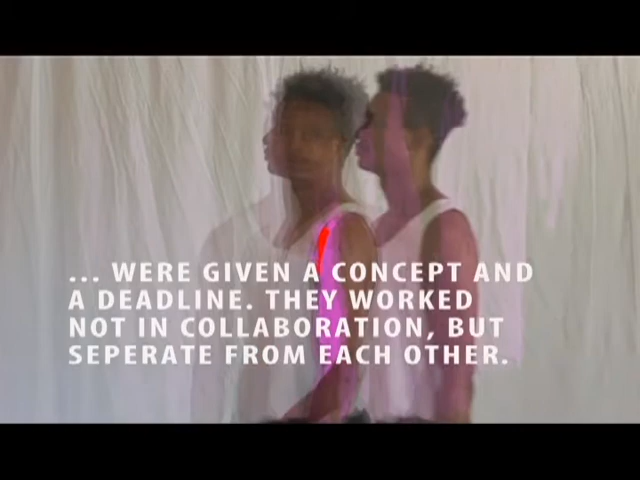 ... WERE GIVEN A CONCEPT AND
A DEADLINE. THEY WORKED
NOT IN COLLABORATION, BUT
SEPERATE FROM EACH OTHER.